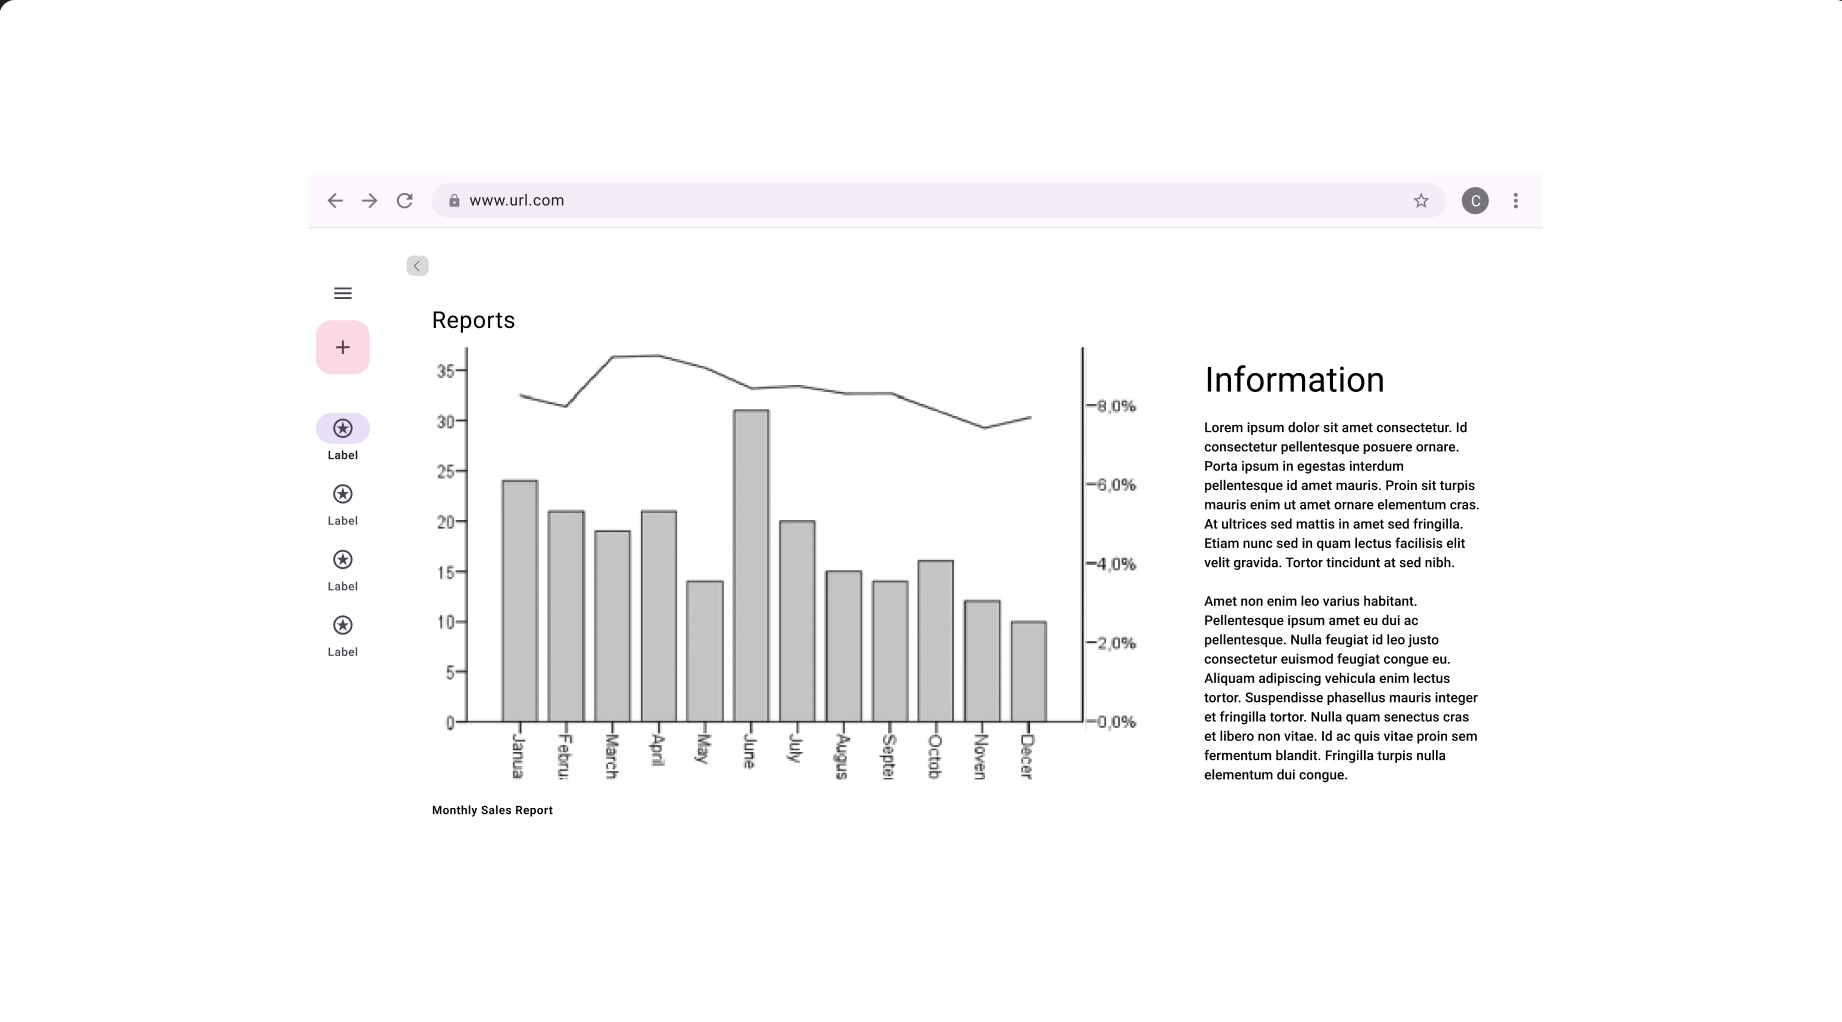 www.url.com
C
Reports
Label
Label
Label
Label
35
30
25
20
15
10
5
0
8,0%
6,0%
4,0%
2,0%
0,0%
Janua
Febru
March
April
May
June
July
Augus
Septe
Octob
Noven
Decer
Monthly Sales Report
Information
Lorem ipsum dolor sit amet consectetur. Id
consectetur pellentesque posuere ornare.
Porta ipsum in egestas interdum
pellentesque id amet mauris. Proin sit turpis
mauris enim ut amet ornare elementum cras.
At ultrices sed mattis in amet sed fringilla.
Etiam nunc sed in quam lectus facilisis elit
velit gravida. Tortor tincidunt at sed nibh.
Amet non enim leo varius habitant.
Pellentesque ipsum amet eu dui ac
pellentesque. Nulla feugiat id leo justo
consectetur euismod feugiat congue eu.
Aliquam adipiscing vehicula enim lectus
tortor. Suspendisse phasellus mauris integer
et fringilla tortor. Nulla quam senectus cras
et libero non vitae. Id ac quis vitae proin sem
fermentum blandit. Fringilla turpis nulla
elementum dui congue.